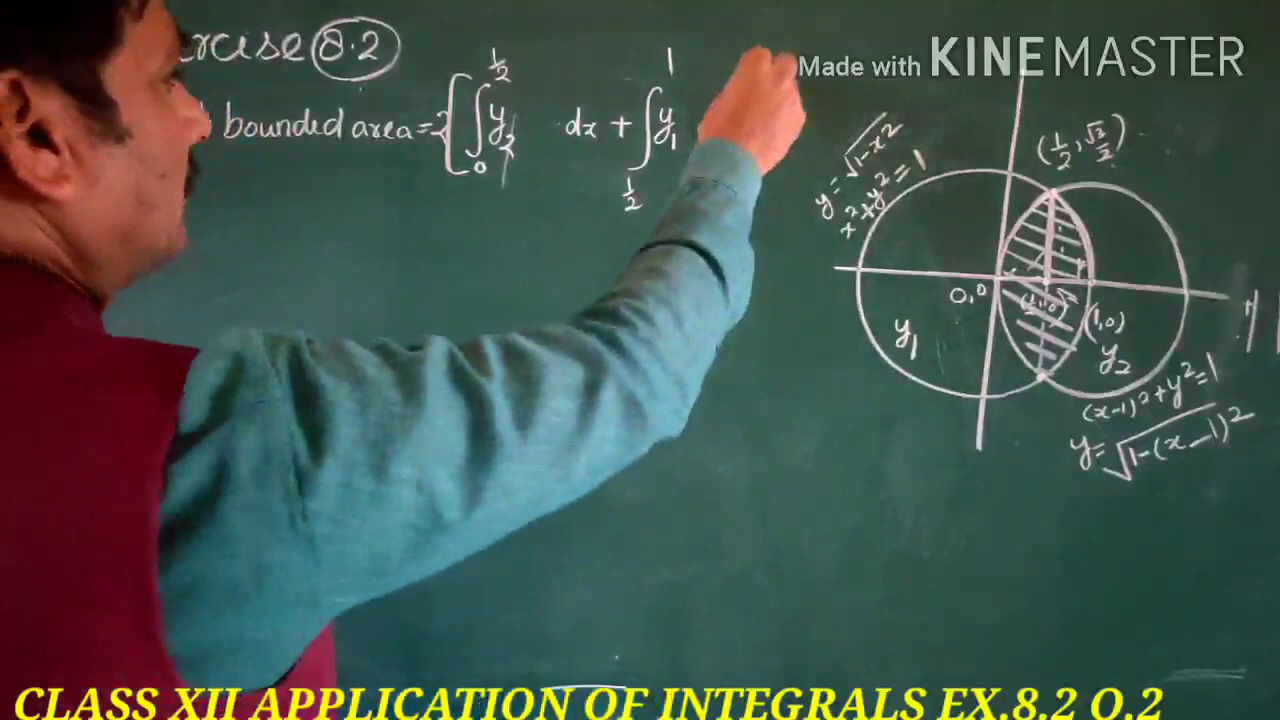 rcise 8.2
bounded area = 2{ ∫₀^½ y₂ dx + ∫_½^1 y₁
Made with KINEMASTER
y = √1-x²
x² + y² = 1
(1/2, √3/2)
0,0
(1/2, 0)
(1,0)
y₁
y₂
(x-1)² + y² = 1
y = √1-(x-1)²
CLASS XII APPLICATION OF INTEGRALS EX.8.2 Q.2